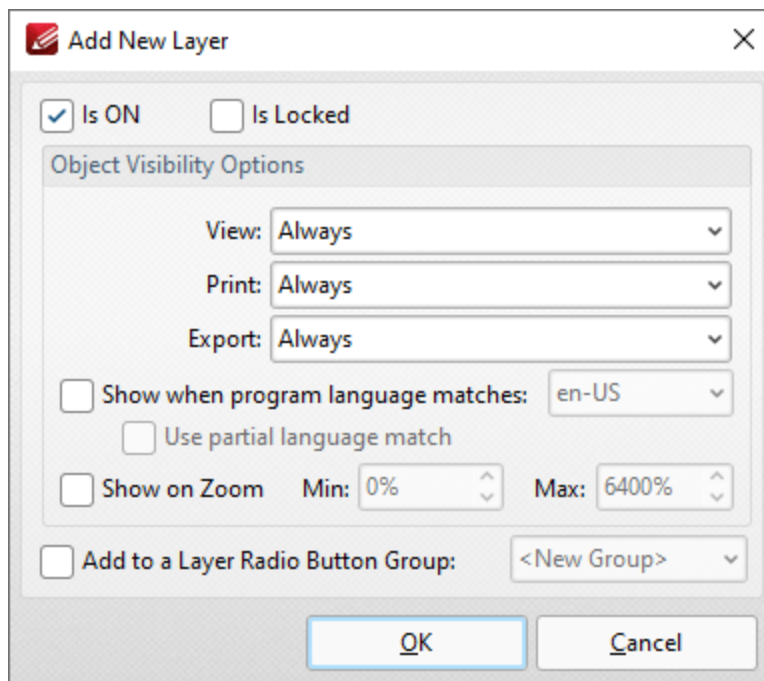 Add New Layer
Is ON Is Locked
Object Visibility Options
View: Always
Print: Always
Export: Always
Show when program language matches: en-US
Use partial language match
Show on Zoom Min: 0% Max: 6400%
Add to a Layer Radio Button Group: <New Group>
OK Cancel